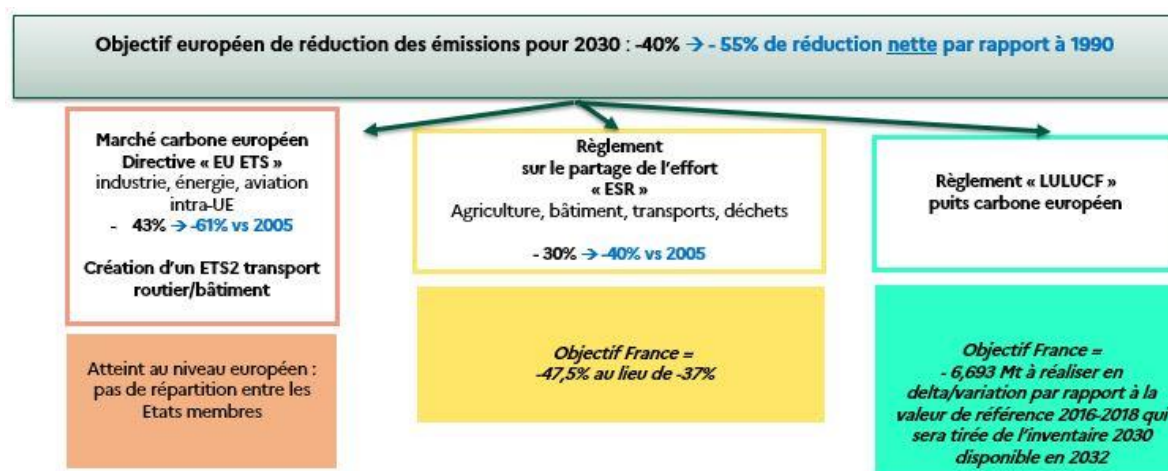 Objectif européen de réduction des émissions pour 2030 : -40% → - 55% de réduction nette par rapport à 1990
Marché carbone européen
Directive « EU ETS »
industrie, énergie, aviation
intra-UE
- 43% → -61% vs 2005
Création d’un ETS2 transport
routier/bâtiment
Atteint au niveau européen :
pas de répartition entre les
Etats membres
Règlement
sur le partage de l’effort
« ESR »
Agriculture, bâtiment, transports, déchets
- 30% → -40% vs 2005
Objectif France =
-47,5% au lieu de -37%
Règlement « LULUCF »
puits carbone européen
Objectif France =
- 6,693 Mt à réaliser en
delta/variation par rapport à la
valeur de référence 2016-2018 qui
sera tirée de l’inventaire 2030
disponible en 2032